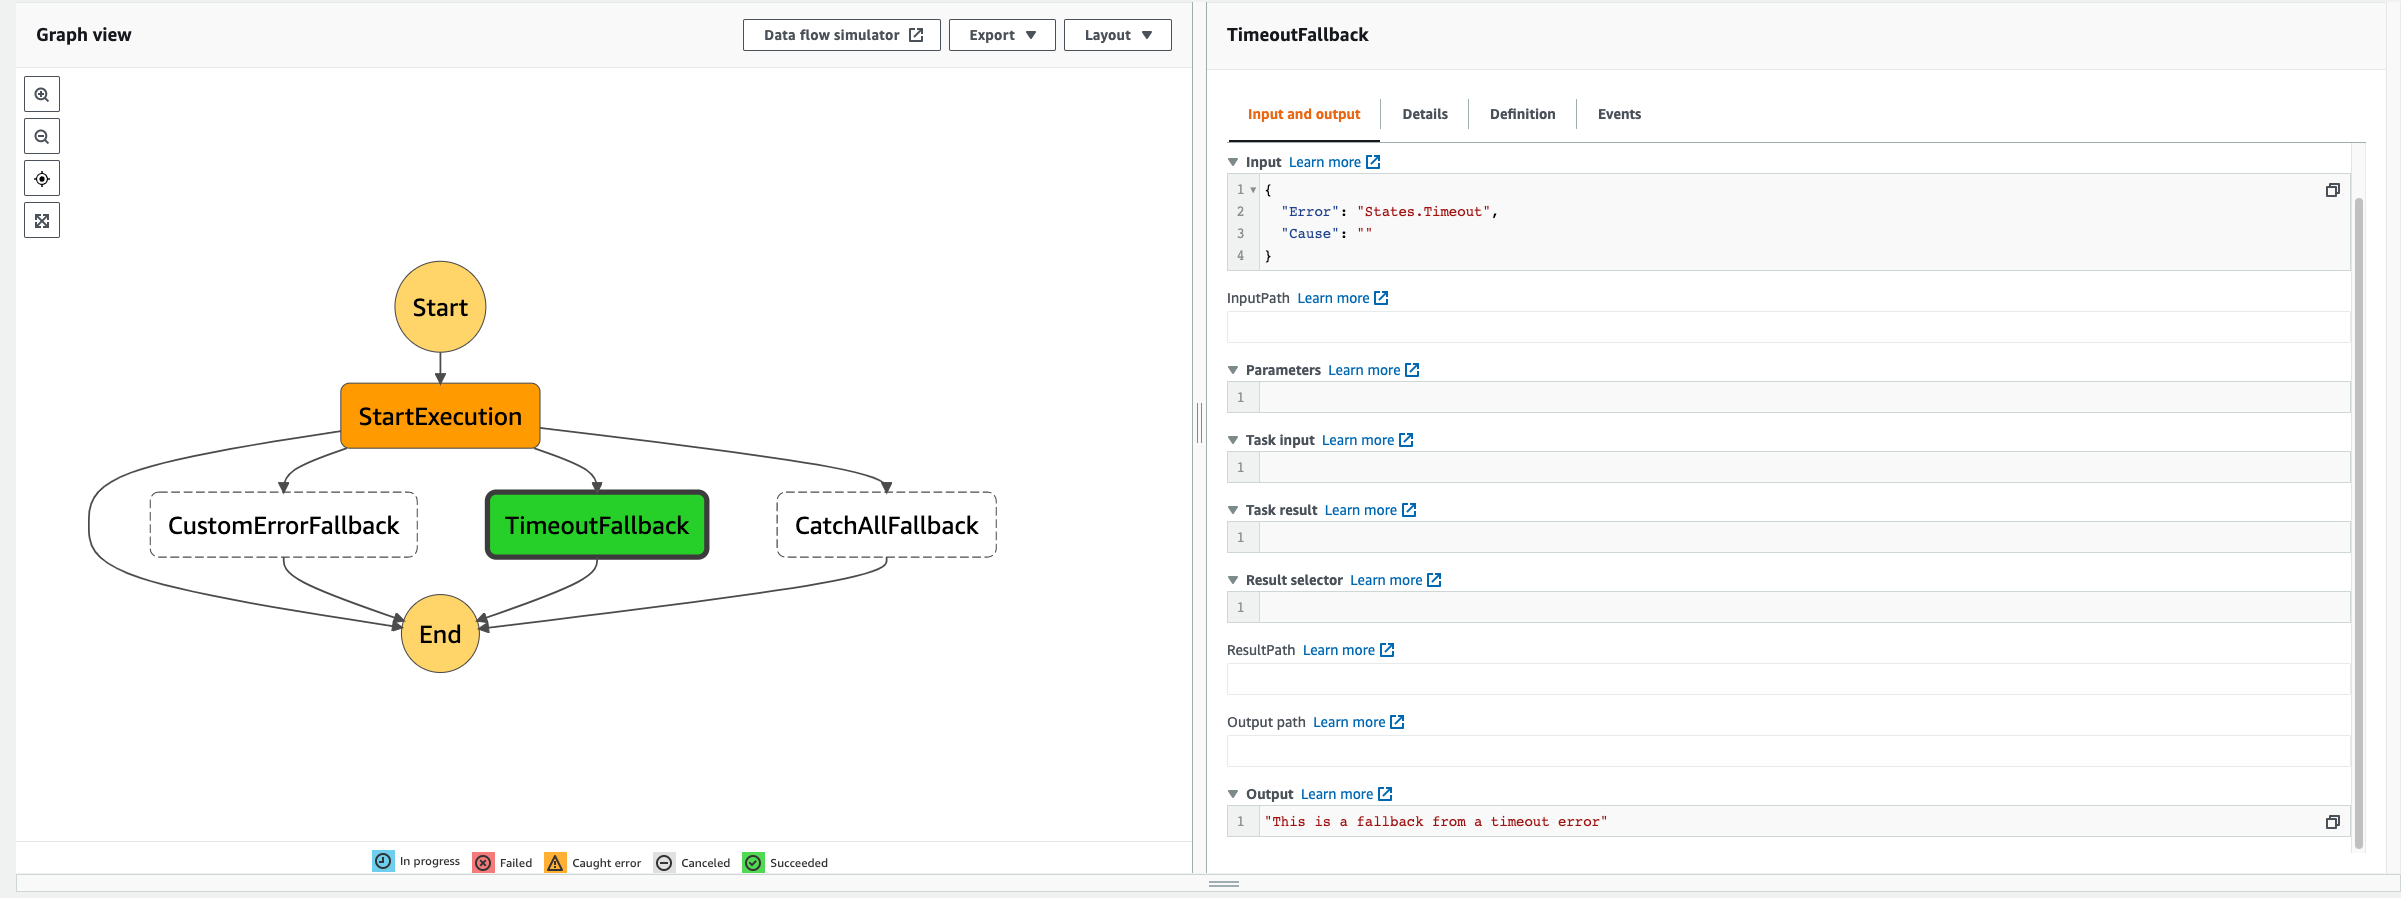 Graph view
Data flow simulator
Export
Layout
Start
StartExecution
CustomErrorFallback
TimeoutFallback
CatchAllFallback
End
In progress
Failed
Caught error
Canceled
Succeeded
TimeoutFallback
Input and output
Details
Definition
Events
Input Learn more
1 {
2 "Error": "States.Timeout",
3 "Cause": ""
4 }
InputPath Learn more
Parameters Learn more
1
Task input Learn more
1
Task result Learn more
1
Result selector Learn more
1
ResultPath Learn more
Output path Learn more
Output Learn more
1 "This is a fallback from a timeout error"